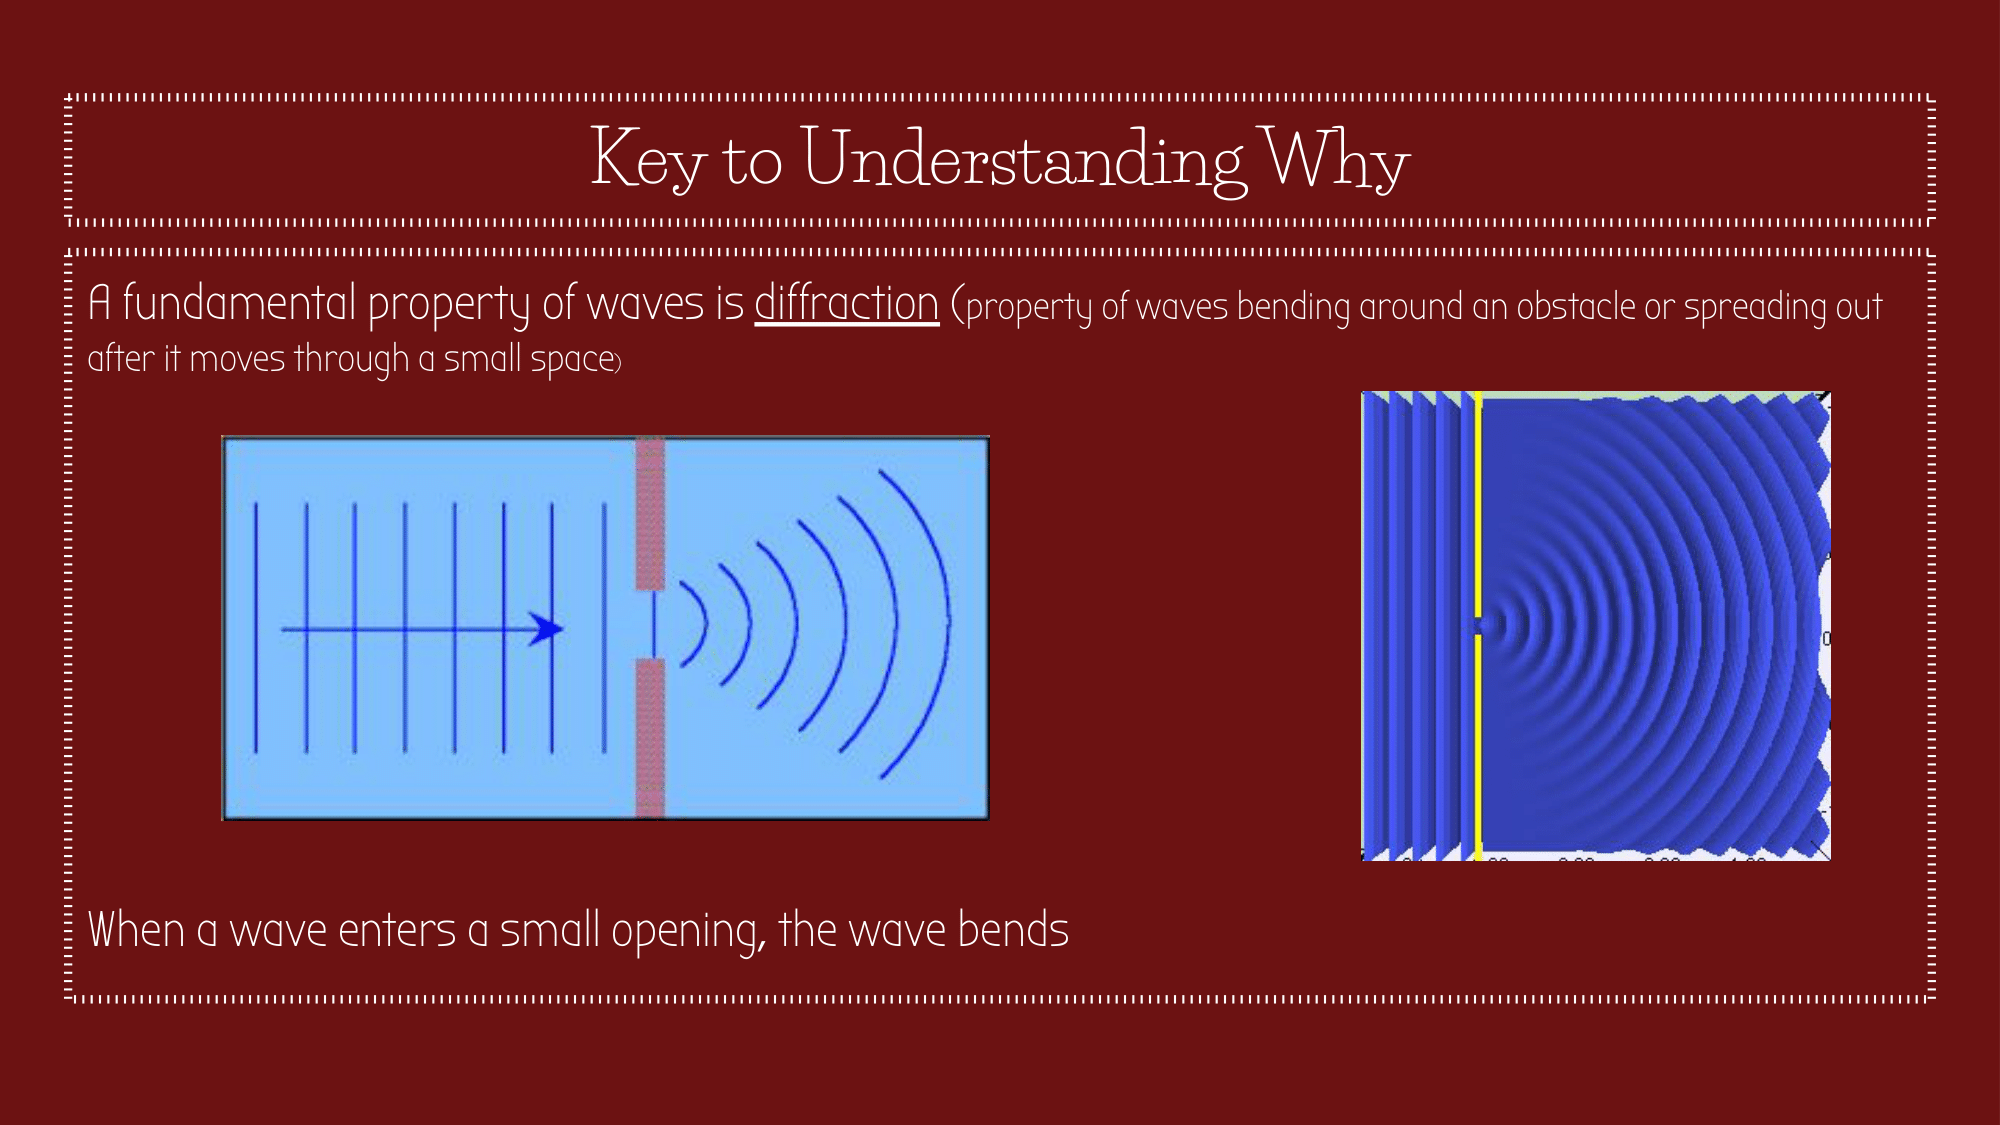 Key to Understanding Why
A fundamental property of waves is diffraction (property of waves bending around an obstacle or spreading out
after it moves through a small space)
When a wave enters a small opening, the wave bends